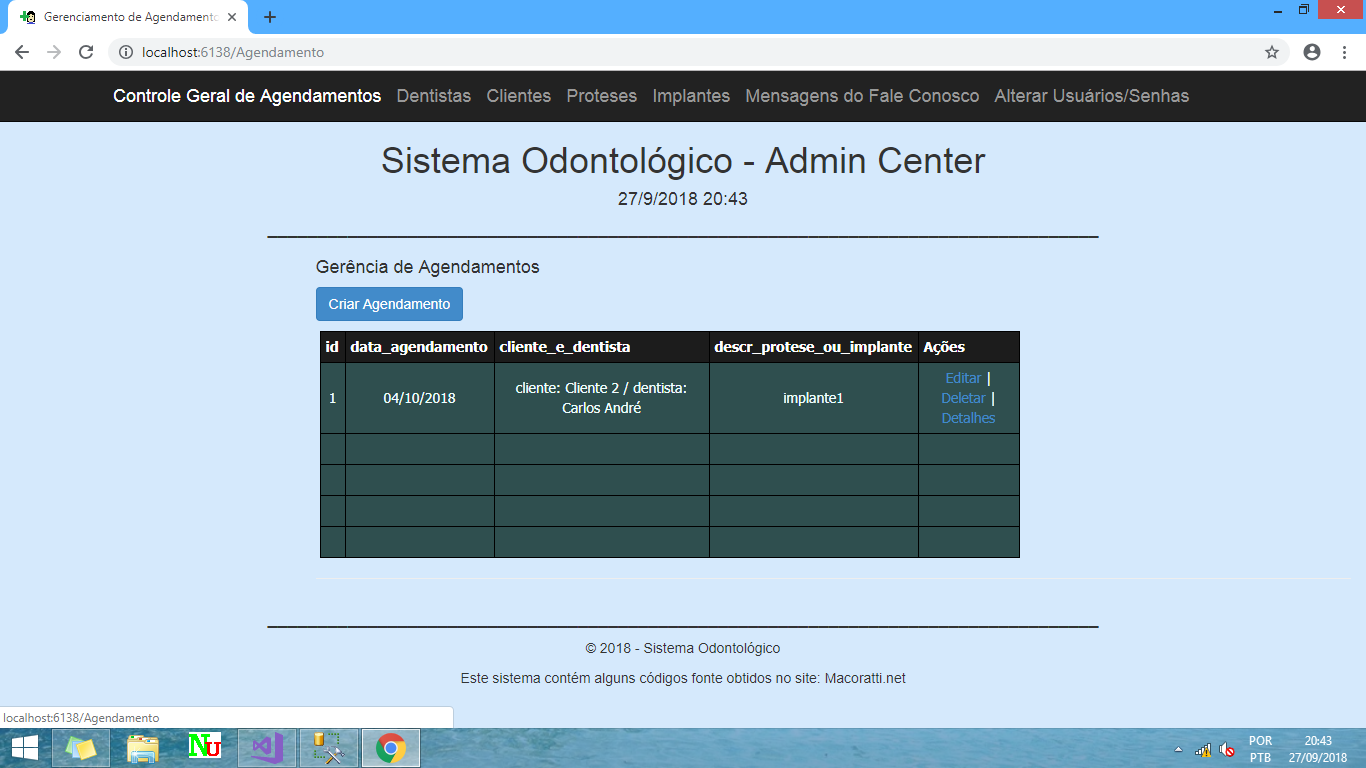 Gerenciamento de Agendamento
localhost:6138/Agendamento
Controle Geral de Agendamentos Dentistas Clientes Proteses Implantes Mensagens do Fale Conosco Alterar Usuários/Senhas
Sistema Odontológico - Admin Center
27/9/2018 20:43
Gerência de Agendamentos
Criar Agendamento
id data_agendamento cliente_e_dentista descr_protese_ou_implante Ações
1 04/10/2018 cliente: Cliente 2 / dentista: Carlos André implante1 Editar | Deletar | Detalhes
© 2018 - Sistema Odontológico
Este sistema contém alguns códigos fonte obtidos no site: Macoratti.net
localhost:6138/Agendamento
NU
POR 20:43
PTB 27/09/2018